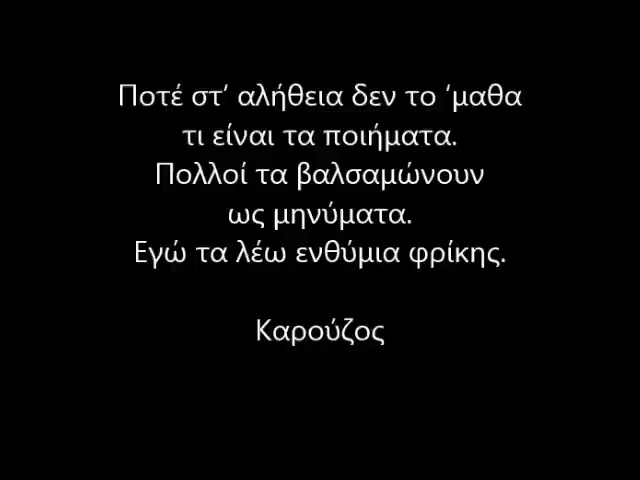 Ποτέ στ’ αλήθεια δεν το ‘μαθα
τι είναι τα ποιήματα.
Πολλοί τα βαλσαμώνουν
ως μηνύματα.
Εγώ τα λέω ενθύμια φρίκης.
Καρούζος